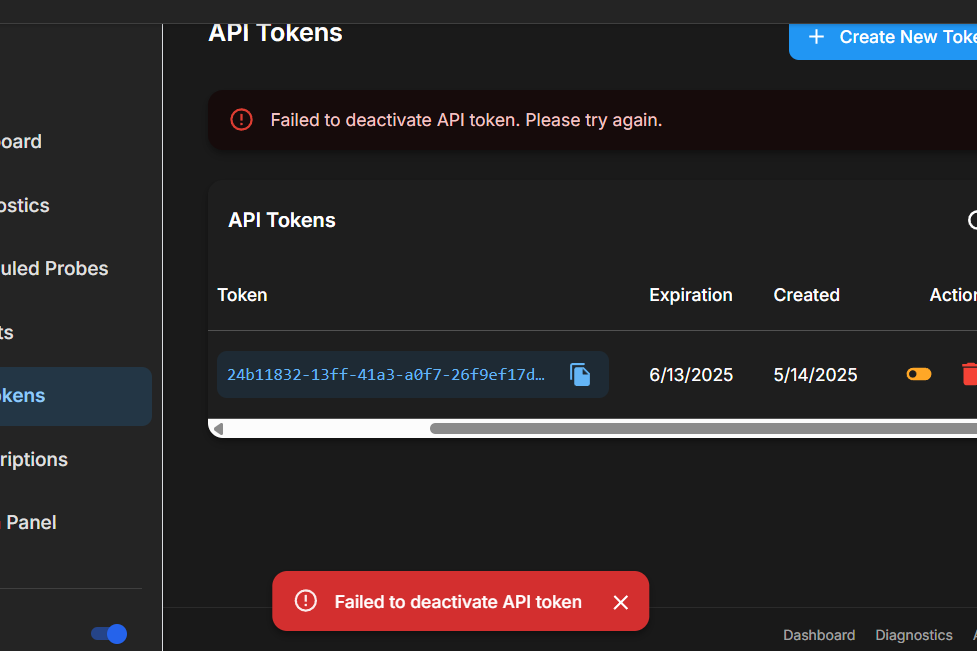 API Tokens
Create New Toke
Failed to deactivate API token. Please try again.
oard
ostics
uled Probes
ts
kens
riptions
Panel
API Tokens
Token Expiration Created Action
24b11832-13ff-41a3-a0f7-26f9ef17d… 6/13/2025 5/14/2025
Failed to deactivate API token
Dashboard Diagnostics